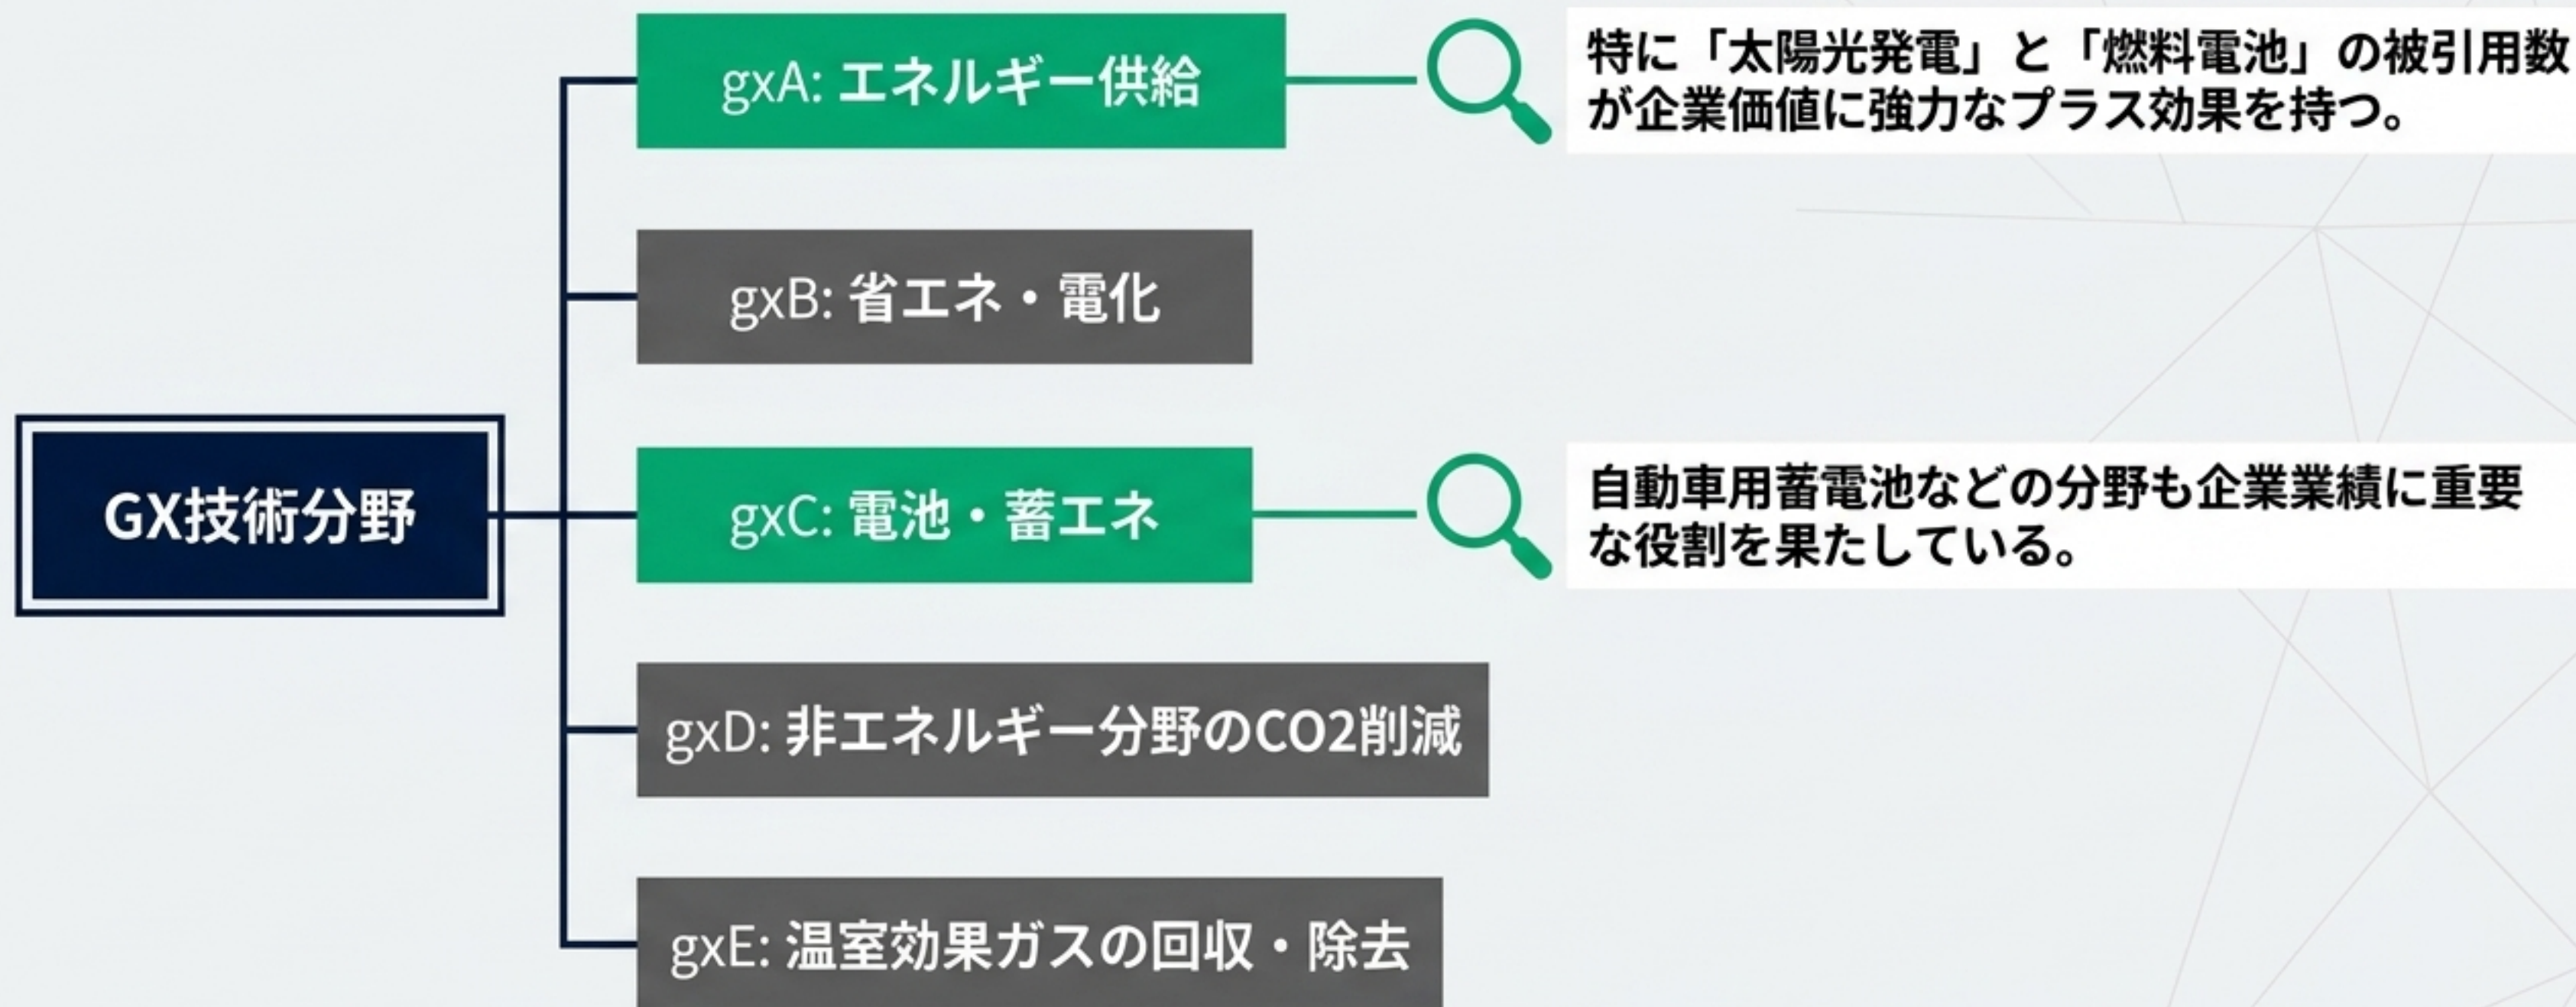 gxA: エネルギー供給
特に「太陽光発電」と「燃料電池」の被引用数
が企業価値に強力なプラス効果を持つ。
gxB: 省エネ・電化
GX技術分野
gxC: 電池・蓄エネ
自動車用蓄電池などの分野も企業業績に重要
な役割を果たしている。
gxD: 非エネルギー分野のCO2削減
gxE: 温室効果ガスの回収・除去